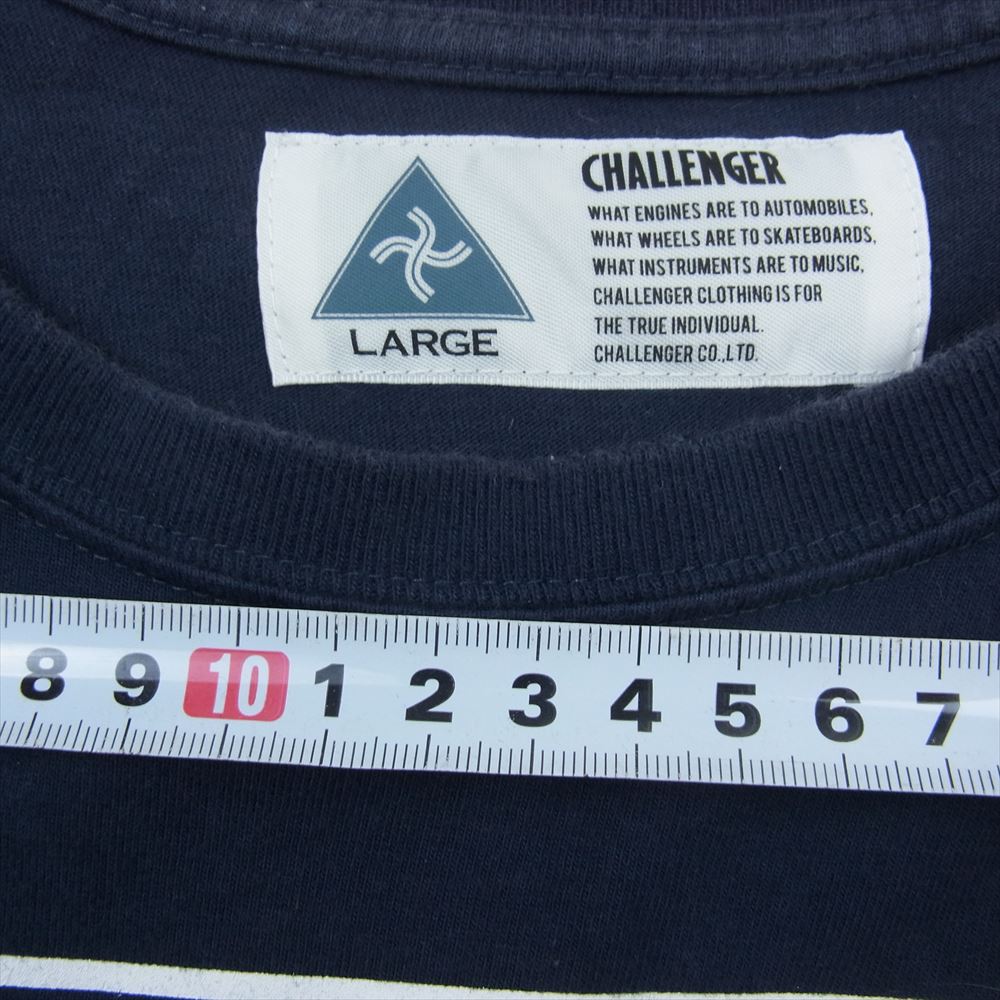 CHALLENGER
WHAT ENGINES ARE TO AUTOMOBILES,
WHAT WHEELS ARE TO SKATEBOARDS,
WHAT INSTRUMENTS ARE TO MUSIC,
CHALLENGER CLOTHING IS FOR
THE TRUE INDIVIDUAL.
CHALLENGER CO.,LTD.
LARGE
8 9 10 1 2 3 4 5 6 7